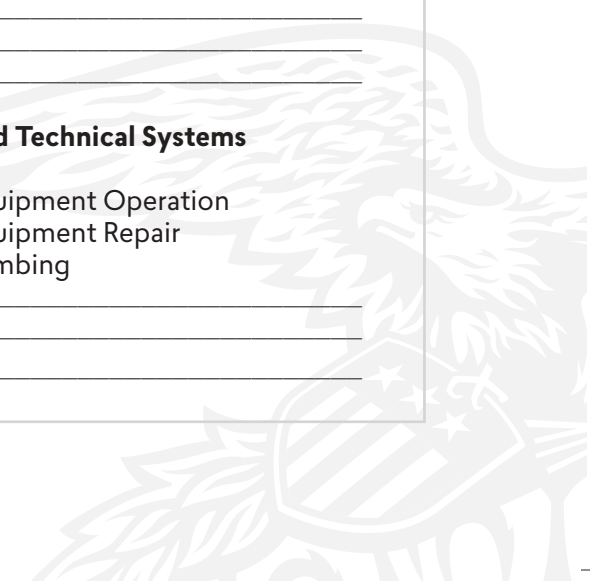 d Technical Systems
uipment Operation
uipment Repair
mbing